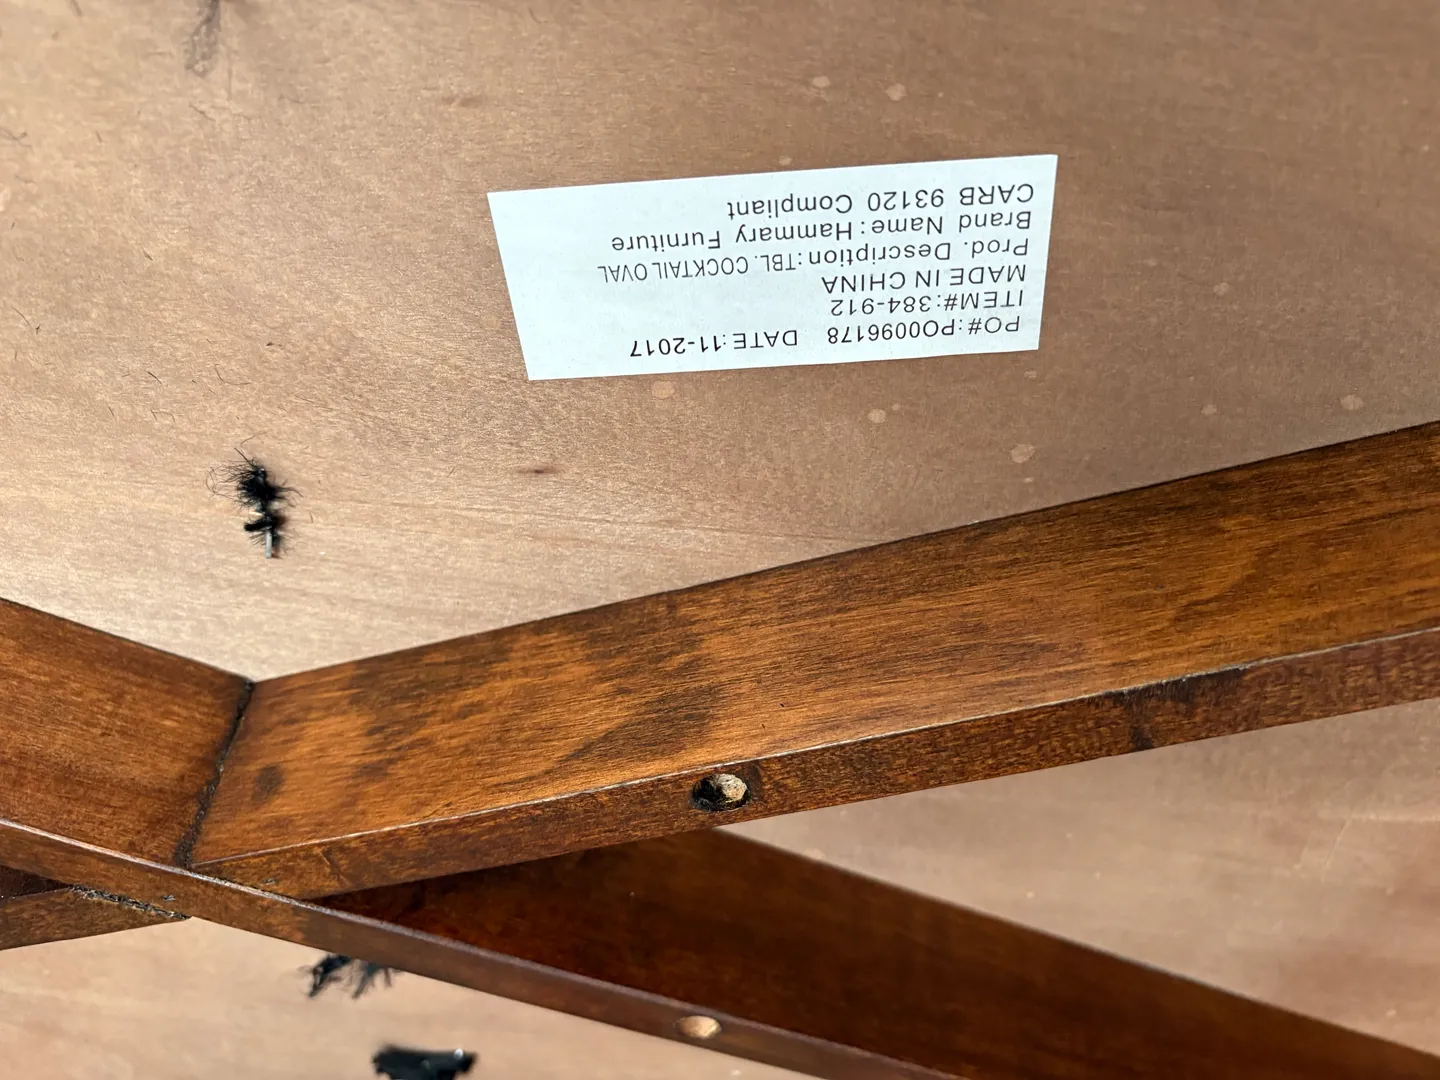 PO#:PO0096178 DATE:11-2017
ITEM#:384-912
MADE IN CHINA
Prod. Description:TBL. COCKTAIL OVAL
Brand Name:Hammary Furniture
CARB 93120 Compliant